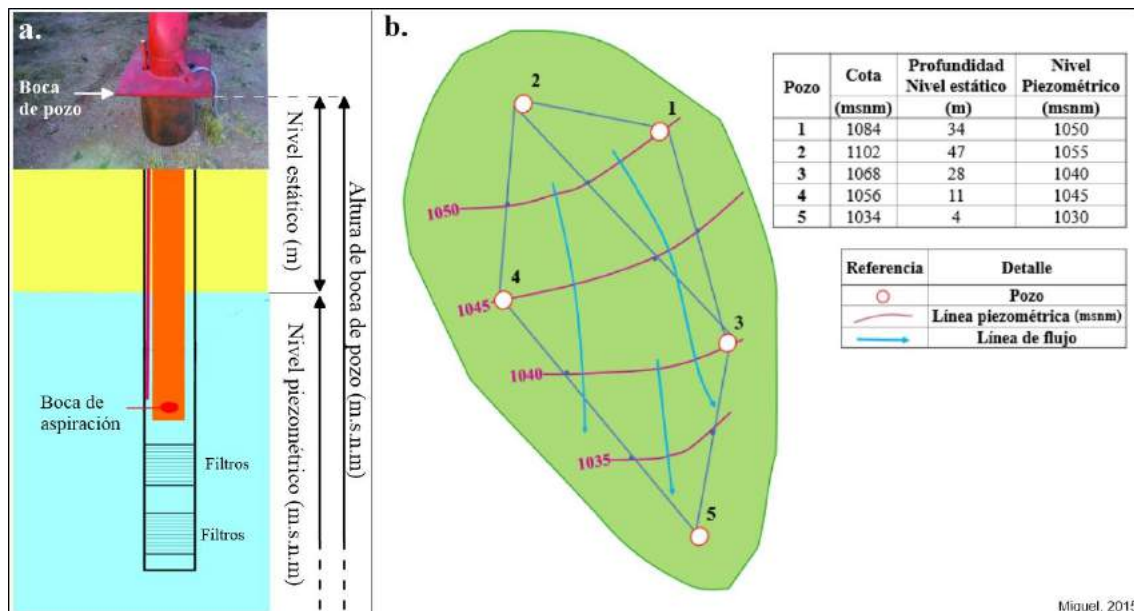 a.
Boca
de pozo
Nivel estático (m)
Altura de boca de pozo (m.s.n.m)
Nivel piezométrico (m.s.n.m)
Boca de
aspiración
Filtros
Filtros
b.
2
1
1050
4
1045
3
1040
1035
5
Pozo Cota Profundidad Nivel estático Nivel Piezométrico
(msnm) (m) (msnm)
1 1084 34 1050
2 1102 47 1055
3 1068 28 1040
4 1056 11 1045
5 1034 4 1030
Referencia Detalle
Pozo
Línea piezométrica (msnm)
Línea de flujo
Miguel, 2015